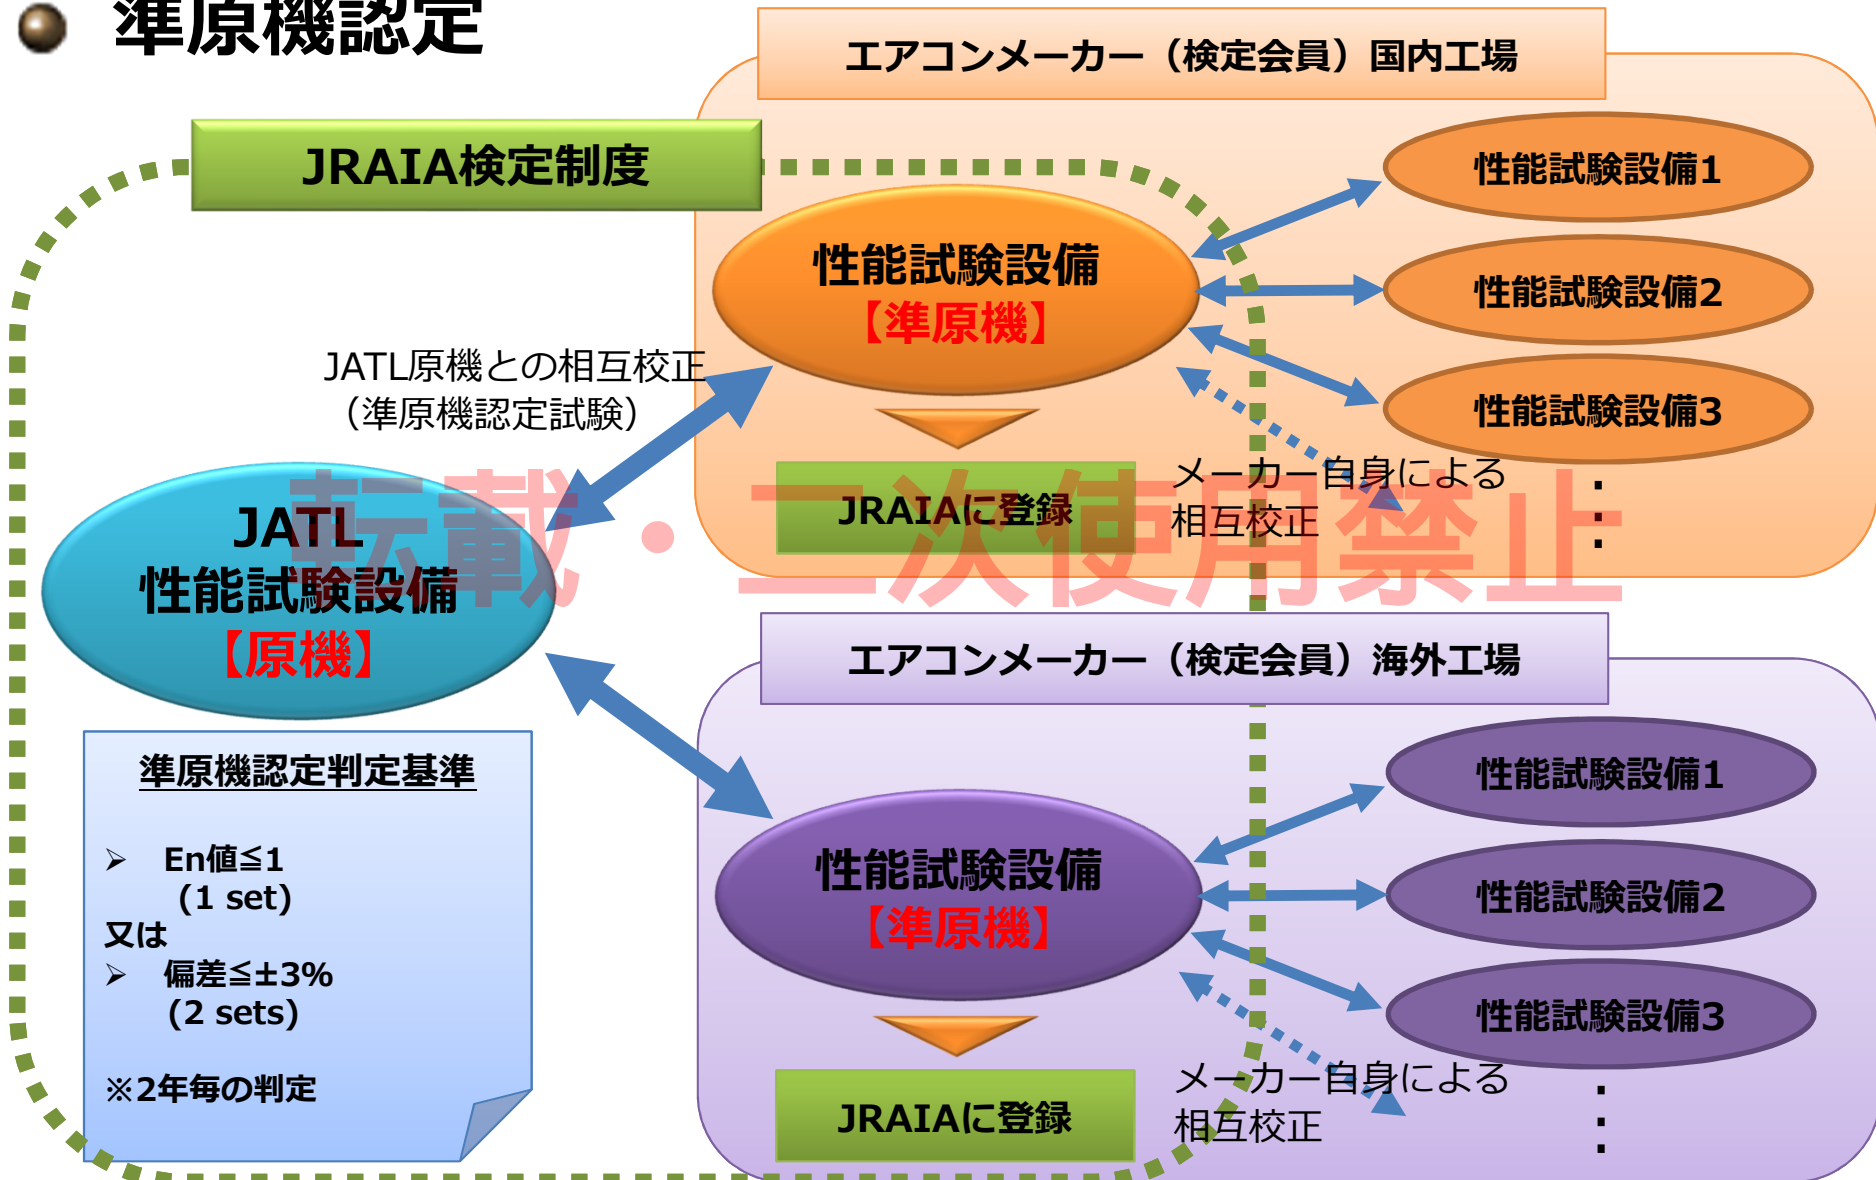 準原機認定
エアコンメーカー（検定会員）国内工場
JRAIA検定制度
性能試験設備
【準原機】
性能試験設備1
性能試験設備2
性能試験設備3
JATL原機との相互校正
（準原機認定試験）
JRAIAに登録
メーカー自身による
相互校正
JATL
性能試験設備
【原機】
転載・二次使用禁止
エアコンメーカー（検定会員）海外工場
性能試験設備
【準原機】
性能試験設備1
性能試験設備2
性能試験設備3
JRAIAに登録
メーカー自身による
相互校正
準原機認定判定基準
➢ En値≦1
(1 set)
又は
➢ 偏差≦±3%
(2 sets)
※2年毎の判定